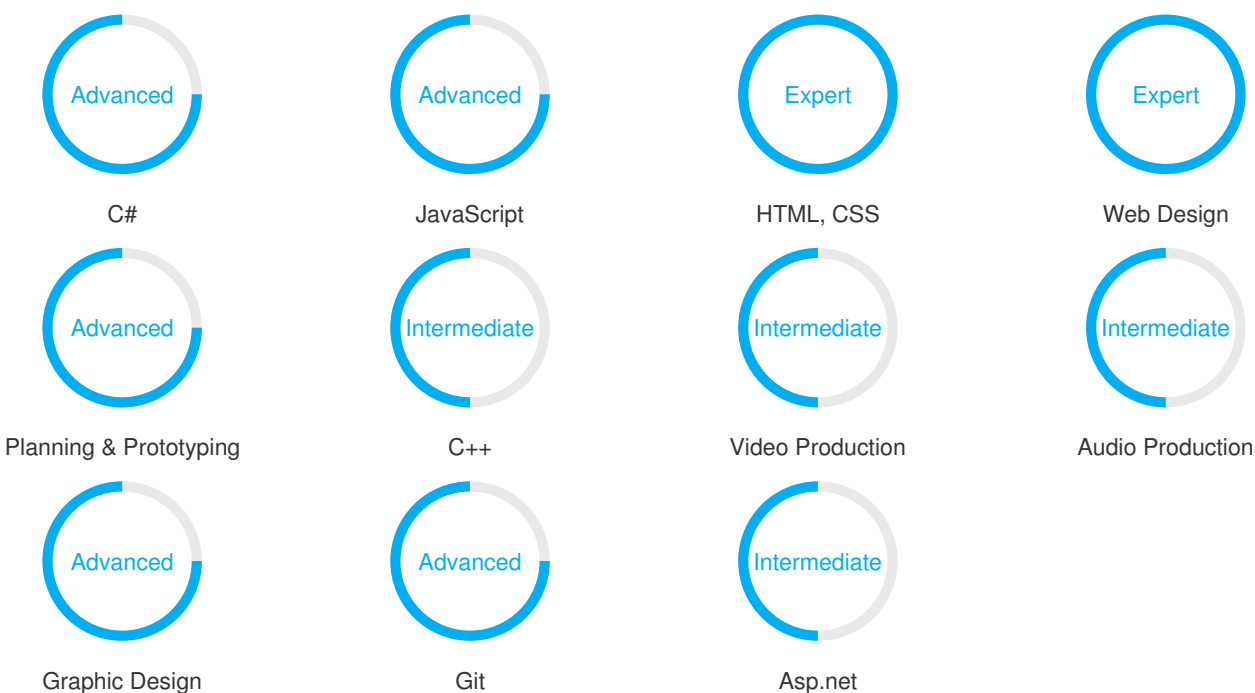 Advanced
Advanced
Expert
Expert
C#
JavaScript
HTML, CSS
Web Design
Advanced
Intermediate
Intermediate
Intermediate
Planning & Prototyping
C++
Video Production
Audio Production
Advanced
Advanced
Intermediate
Graphic Design
Git
Asp.net